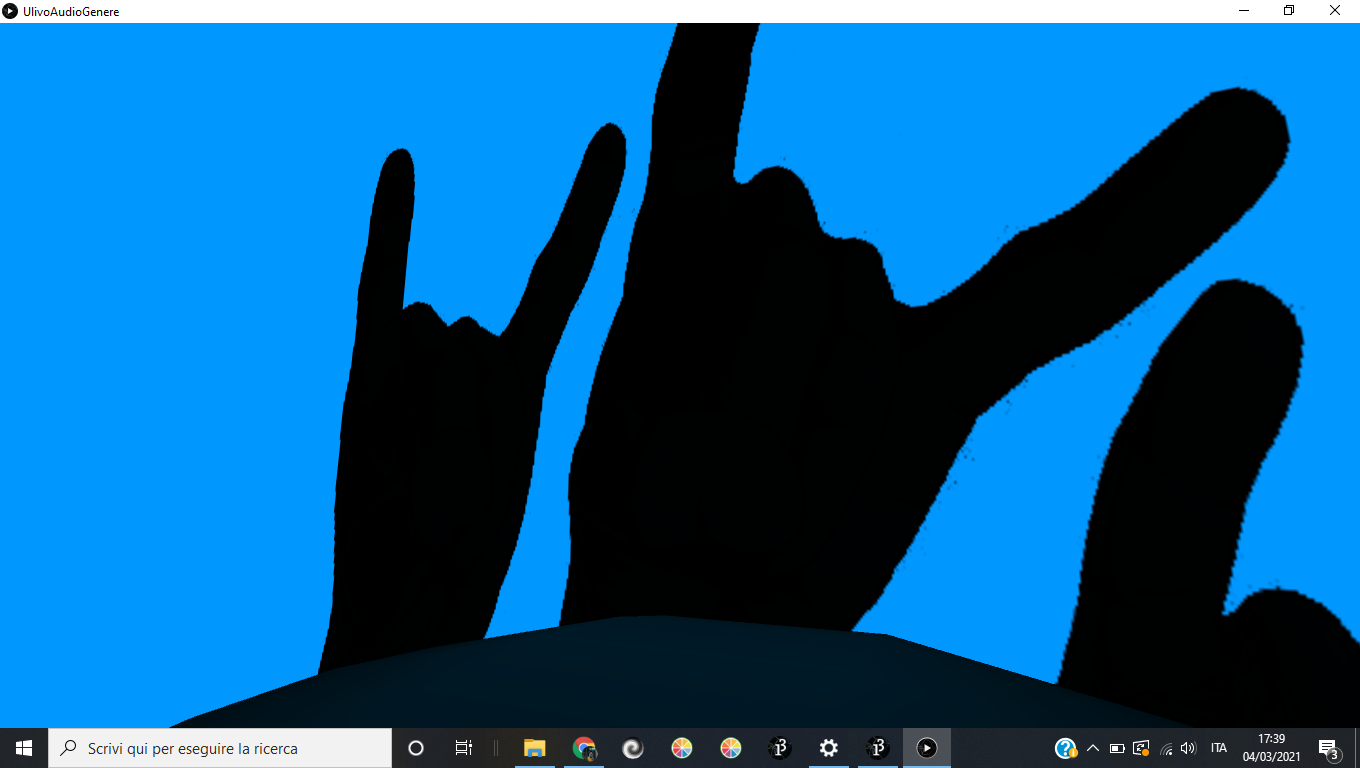 UlivoAudioGenere
Scrivi qui per eseguire la ricerca
ITA
17:39
04/03/2021
3